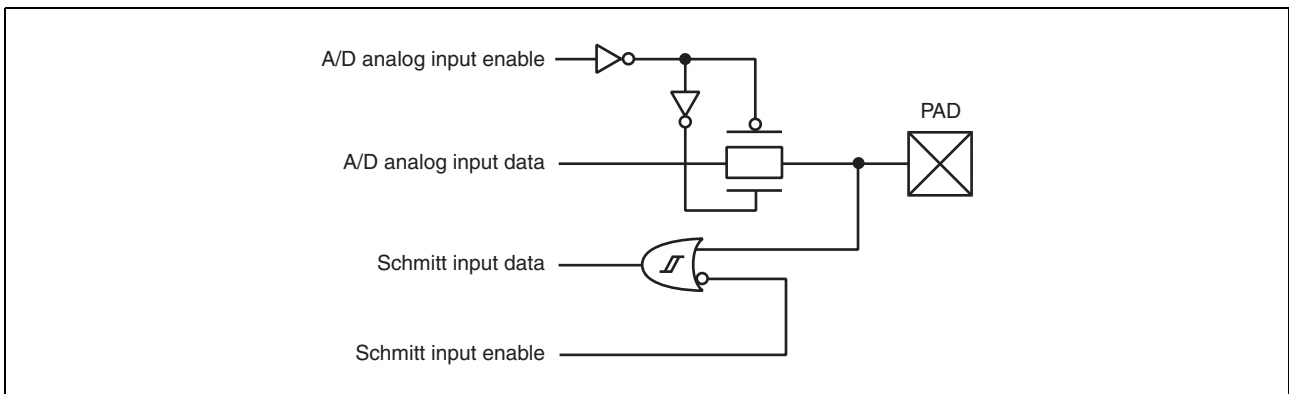 A/D analog input enable
PAD
A/D analog input data
Schmitt input data
Schmitt input enable